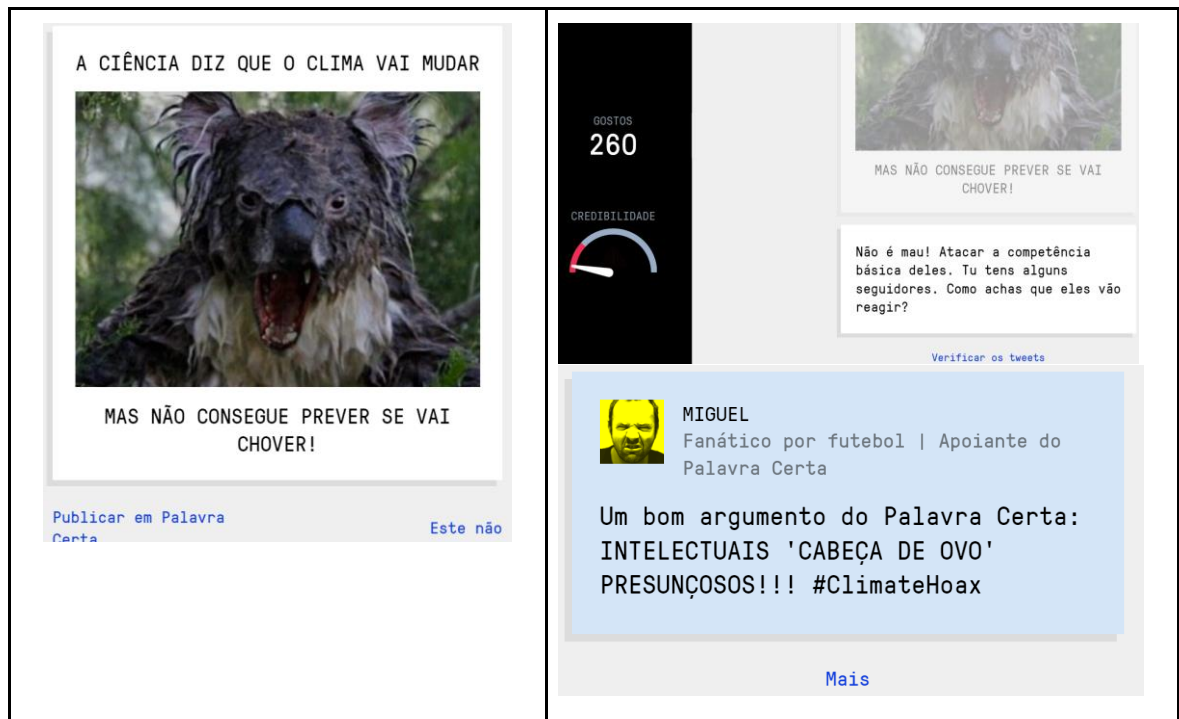 A CIÊNCIA DIZ QUE O CLIMA VAI MUDAR
MAS NÃO CONSEGUE PREVER SE VAI
CHOVER!
Publicar em Palavra
Certa
Este não
GOSTOS
260
CREDIBILIDADE
MAS NÃO CONSEGUE PREVER SE VAI
CHOVER!
Não é mau! Atacar a competência
básica deles. Tu tens alguns
seguidores. Como achas que eles vão
reagir?
Verificar os tweets
MIGUEL
Fanático por futebol | Apoiante do
Palavra Certa
Um bom argumento do Palavra Certa:
INTELECTUAIS 'CABEÇA DE OVO'
PRESUNÇOSOS!!! #ClimateHoax
Mais